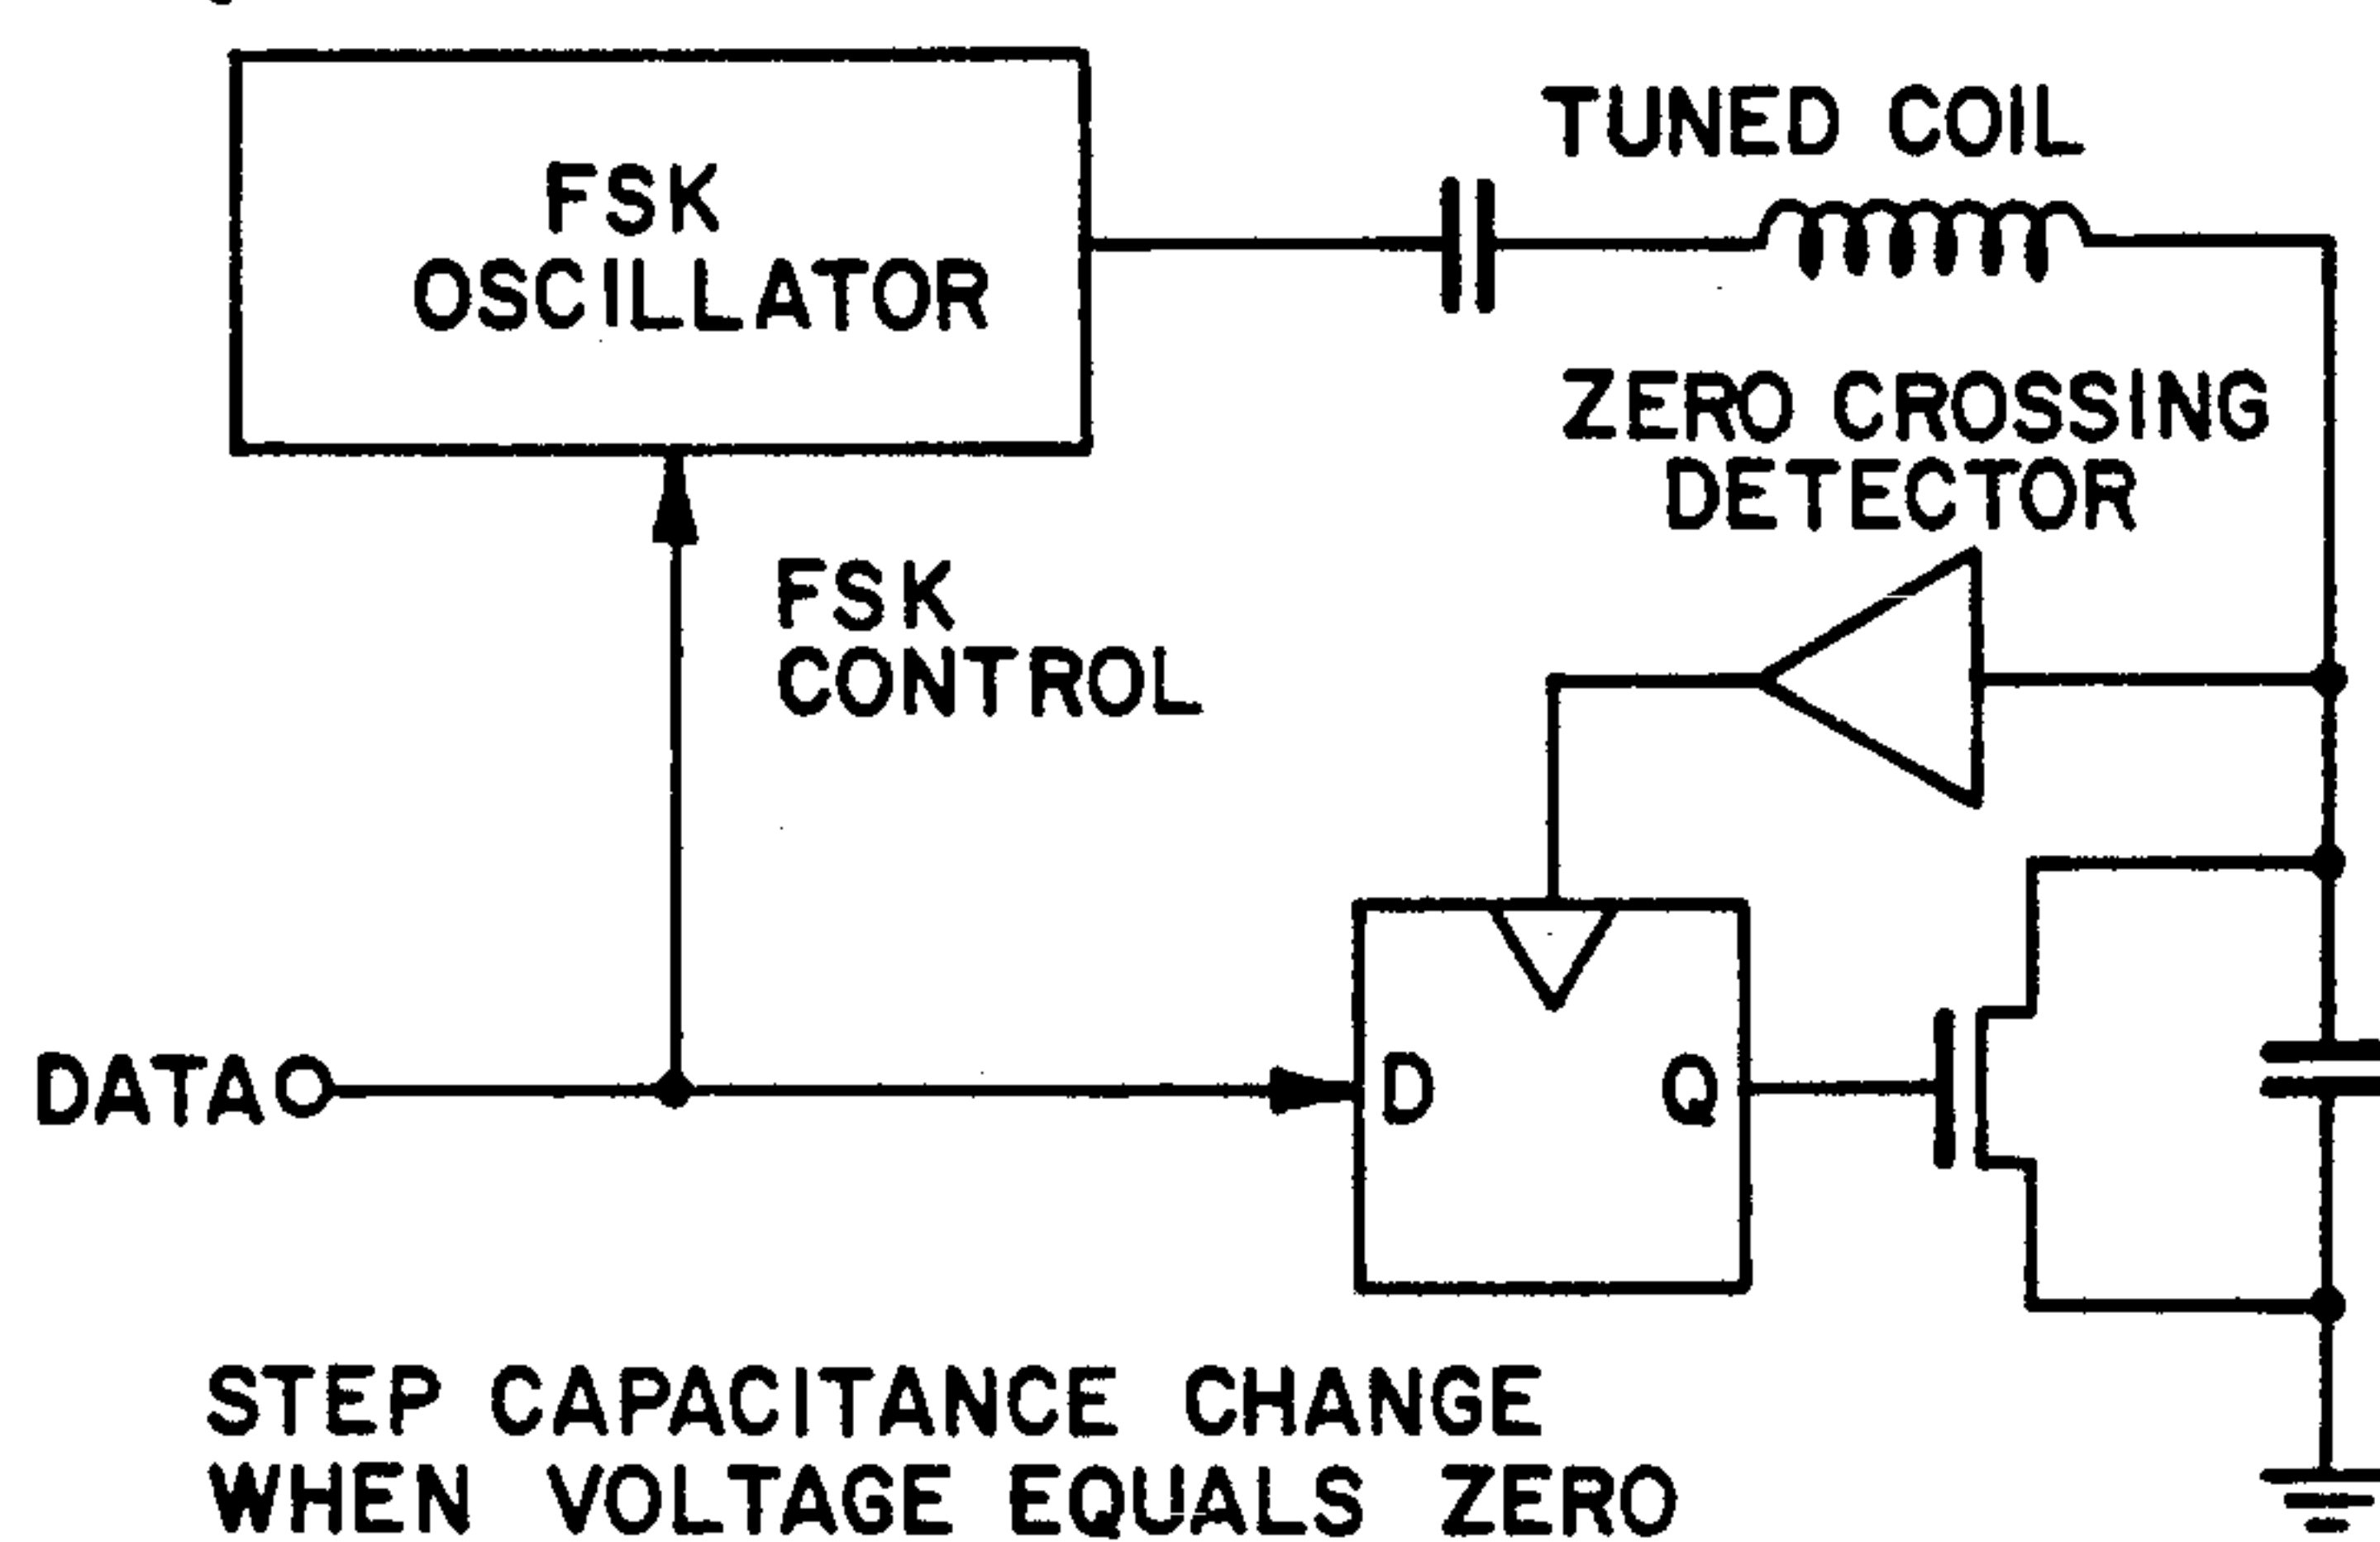 FSK
OSCILLATOR
TUNED COIL
ZERO CROSSING
DETECTOR
FSK
CONTROL
DATA
D
Q
STEP CAPACITANCE CHANGE
WHEN VOLTAGE EQUALS ZERO